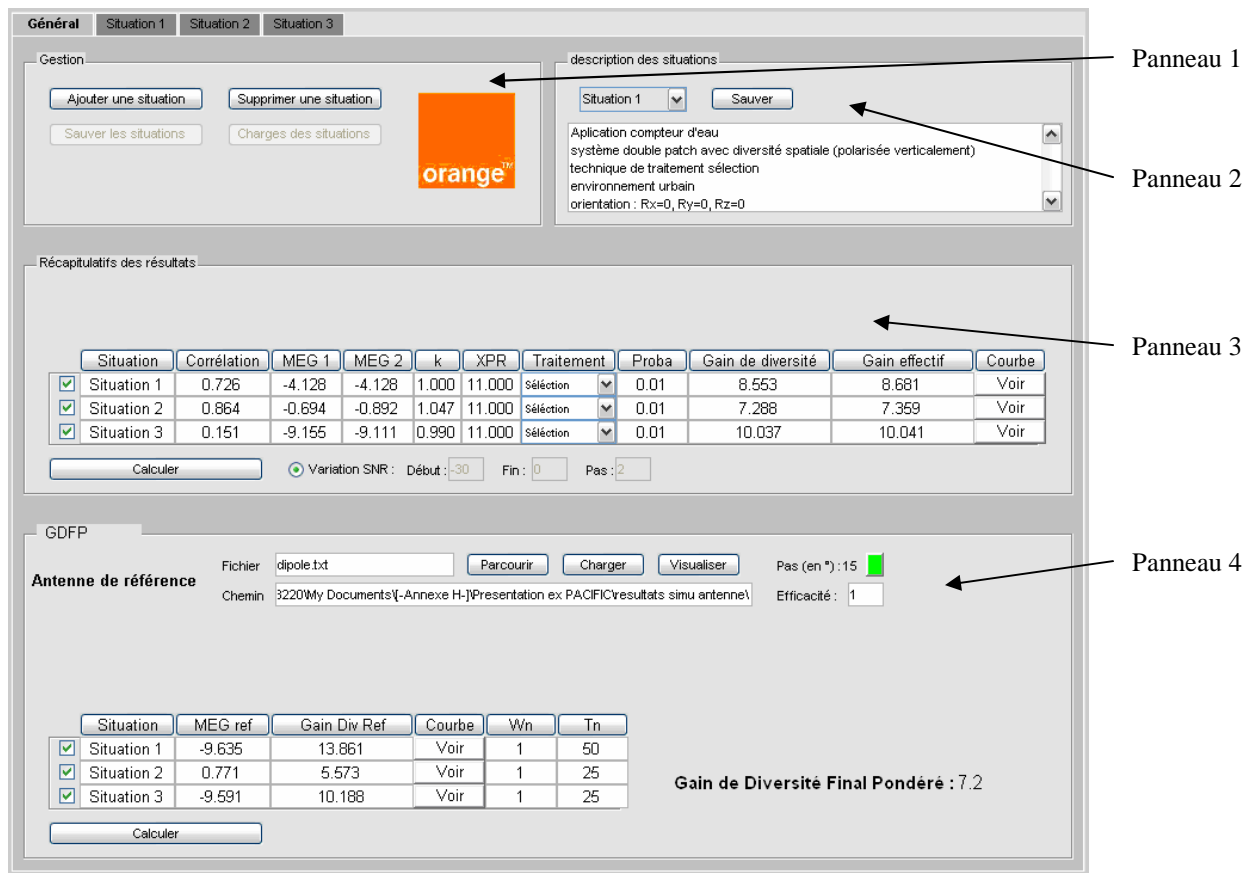 Général Situation 1 Situation 2 Situation 3
Gestion
Ajouter une situation Supprimer une situation
Sauver les situations Charges des situations
orange™
description des situations
Situation 1 Sauver
Aplication compteur d'eau
système double patch avec diversité spatiale (polarisée verticalement)
technique de traitement sélection
environnement urbain
orientation : Rx=0, Ry=0, Rz=0
Panneau 1
Panneau 2
Récapitulatifs des résultats
Situation Corrélation MEG 1 MEG 2 k XPR Traitement Proba Gain de diversité Gain effectif Courbe
Situation 1 0.726 -4.128 -4.128 1.000 11.000 Séléction 0.01 8.553 8.681 Voir
Situation 2 0.864 -0.694 -0.892 1.047 11.000 Séléction 0.01 7.288 7.359 Voir
Situation 3 0.151 -9.155 -9.111 0.990 11.000 Séléction 0.01 10.037 10.041 Voir
Calculer Variation SNR : Début : -30 Fin : 0 Pas : 2
Panneau 3
GDFP
Antenne de référence
Fichier dipole.txt Parcourir Charger Visualiser Pas (en °) : 15
Chemin 3220\My Documents\[-Annexe H-]\Presentation ex PACIFIC\resultats simu antenne\ Efficacité : 1
Panneau 4
Situation MEG ref Gain Div Ref Courbe Wn Tn
Situation 1 -9.635 13.861 Voir 1 50
Situation 2 0.771 5.573 Voir 1 25
Situation 3 -9.591 10.188 Voir 1 25
Gain de Diversité Final Pondéré : 7.2
Calculer